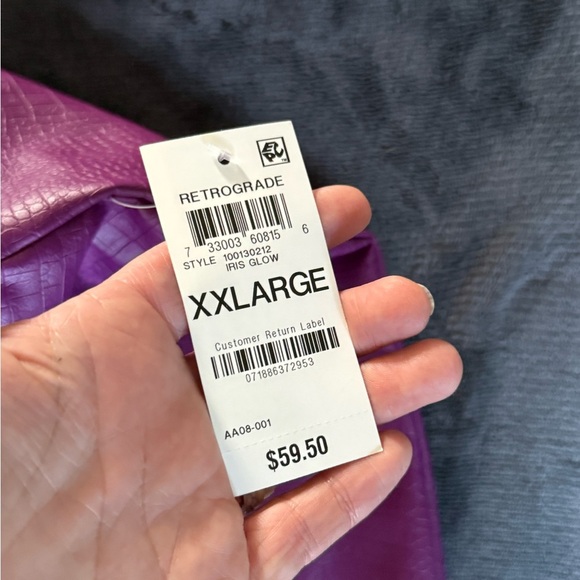 RETROGRADE
7 33003 60815 6
STYLE 100130212
IRIS GLOW
XXLARGE
Customer Return Label
071886372953
AA08-001
$59.50